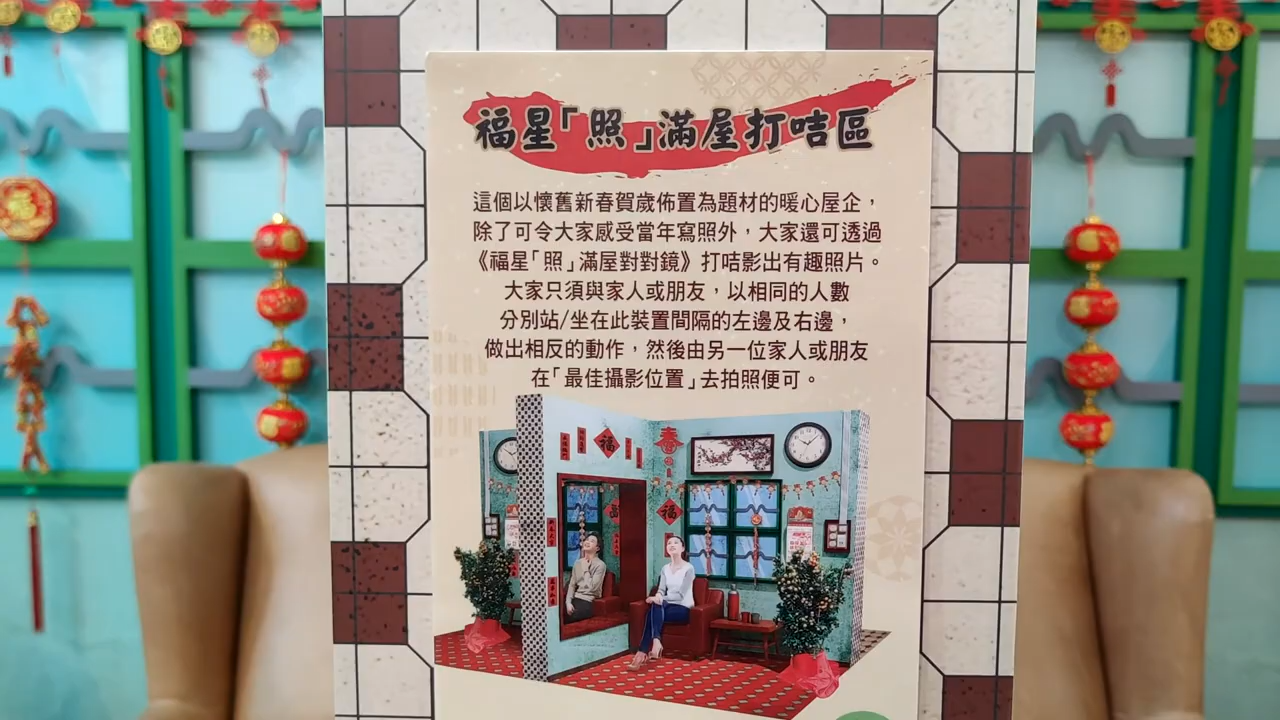 福星「照」滿屋打咭區
這個以懷舊新春賀歲佈置為題材的暖心屋企，
除了可令大家感受當年寫照外，大家還可透過
《福星「照」滿屋對對鏡》打咭影出有趣照片。
大家只須與家人或朋友，以相同的人數
分別站/坐在此裝置間隔的左邊及右邊，
做出相反的動作，然後由另一位家人或朋友
在「最佳攝影位置」去拍照便可。
福
春
福